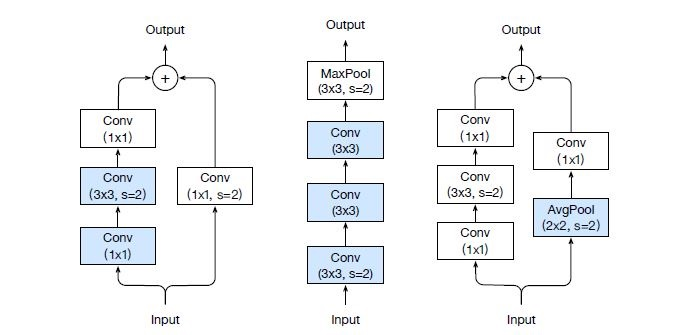 Output
+
Conv
(1x1)
Conv
(3x3, s=2)
Conv
(1x1)
Conv
(1x1, s=2)
Input
Output
MaxPool
(3x3, s=2)
Conv
(3x3)
Conv
(3x3)
Conv
(3x3, s=2)
Input
Output
+
Conv
(1x1)
Conv
(3x3, s=2)
Conv
(1x1)
Conv
(1x1)
AvgPool
(2x2, s=2)
Input